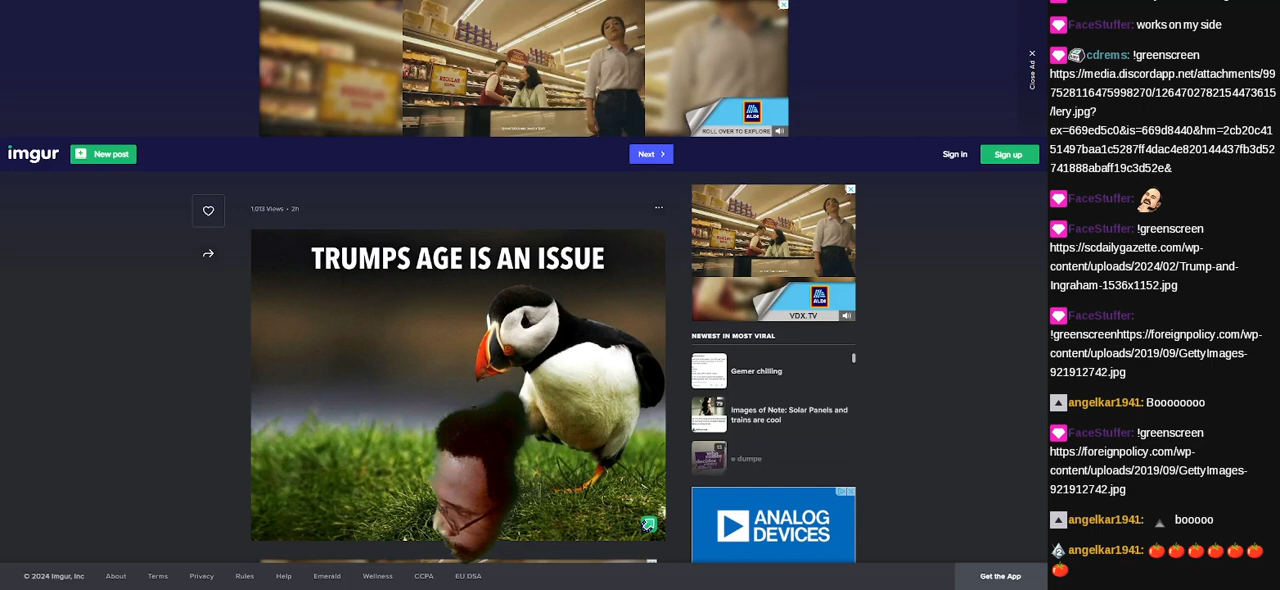 REGULAR
ALDI
ROLL OVER TO EXPLORE
Close Ad ✕
imgur
New post
Next
Sign in
Sign up
1,013 Views • 2h
TRUMPS AGE IS AN ISSUE
REGULAR
ALDI
VDX.TV
NEWEST IN MOST VIRAL
Gemer chilling
79
Images of Note: Solar Panels and
trains are cool
e dumpe
ANALOG
DEVICES
© 2024 Imgur, Inc
About
Terms
Privacy
Rules
Help
Emerald
Wellness
CCPA
EU DSA
Get the App
FaceStuffer: works on my side
cdrems: !greenscreen
https://media.discordapp.net/attachments/99
7528116475998270/1264702782154473615
/lery.jpg?
ex=669ed5c0&is=669d8440&hm=2cb20c41
51497baa1c5287ff4dac4e820144437fb3d52
741888abaff19c3d52e&
FaceStuffer:
FaceStuffer: !greenscreen
https://scdailygazette.com/wp-
content/uploads/2024/02/Trump-and-
Ingraham-1536x1152.jpg
FaceStuffer:
!greenscreenhttps://foreignpolicy.com/wp-
content/uploads/2019/09/GettyImages-
921912742.jpg
angelkar1941: Boooooooo
FaceStuffer: !greenscreen
https://foreignpolicy.com/wp-
content/uploads/2019/09/GettyImages-
921912742.jpg
angelkar1941: booooo
angelkar1941: 🍅 🍅 🍅 🍅 🍅 🍅
🍅